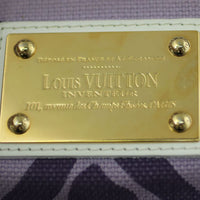 LOUIS VUITTON
INVENTEUR
101, avenue des Champs Elysées, PARIS